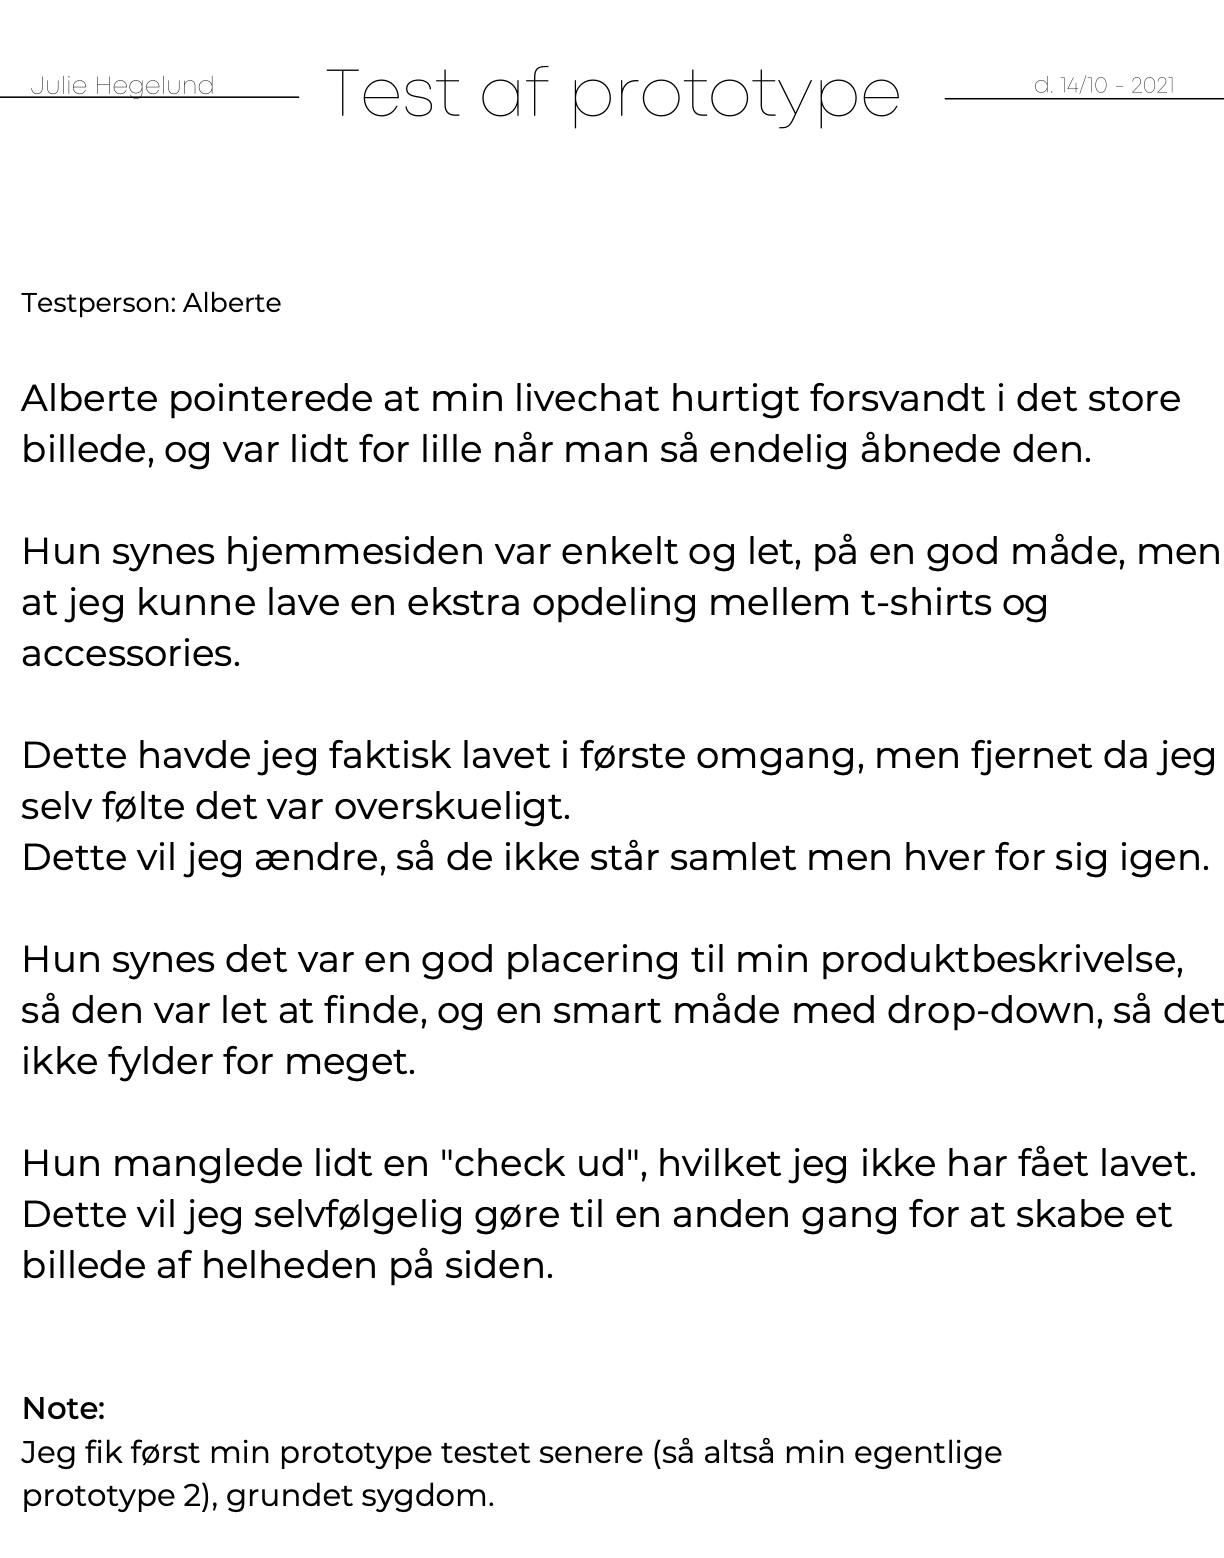 Julie Hegelund
Test af prototype
d. 14/10 - 2021
Testperson: Alberte
Alberte pointerede at min livechat hurtigt forsvandt i det store
billede, og var lidt for lille når man så endelig åbnede den.
Hun synes hjemmesiden var enkelt og let, på en god måde, men
at jeg kunne lave en ekstra opdeling mellem t-shirts og
accessories.
Dette havde jeg faktisk lavet i første omgang, men fjernet da jeg
selv følte det var overskueligt.
Dette vil jeg ændre, så de ikke står samlet men hver for sig igen.
Hun synes det var en god placering til min produktbeskrivelse,
så den var let at finde, og en smart måde med drop-down, så det
ikke fylder for meget.
Hun manglede lidt en "check ud", hvilket jeg ikke har fået lavet.
Dette vil jeg selvfølgelig gøre til en anden gang for at skabe et
billede af helheden på siden.
Note:
Jeg fik først min prototype testet senere (så altså min egentlige
prototype 2), grundet sygdom.